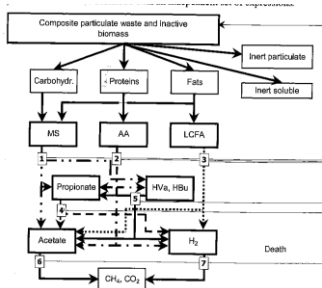 Composite particulate waste and inactive
biomass
Inert particulate
Carbohydr.
Proteins
Fats
Inert soluble
MS
AA
LCFA
1
2
3
Propionate
HVa, HBu
5
4
Acetate
H2
Death
6
7
CH4, CO2